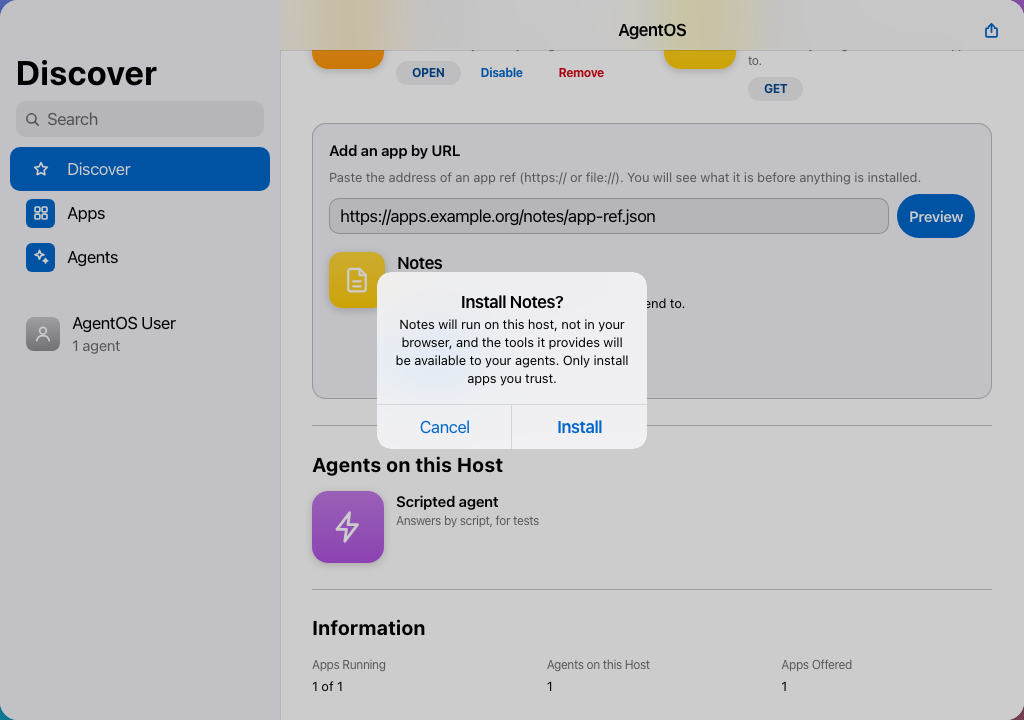 AgentOS
Discover
Search
Discover
Apps
Agents
AgentOS User
1 agent
OPEN
Disable
Remove
to.
GET
Add an app by URL
Paste the address of an app ref (https:// or file://). You will see what it is before anything is installed.
https://apps.example.org/notes/app-ref.json
Preview
Notes
end to.
Install Notes?
Notes will run on this host, not in your
browser, and the tools it provides will
be available to your agents. Only install
apps you trust.
Cancel
Install
Agents on this Host
Scripted agent
Answers by script, for tests
Information
Apps Running
1 of 1
Agents on this Host
1
Apps Offered
1